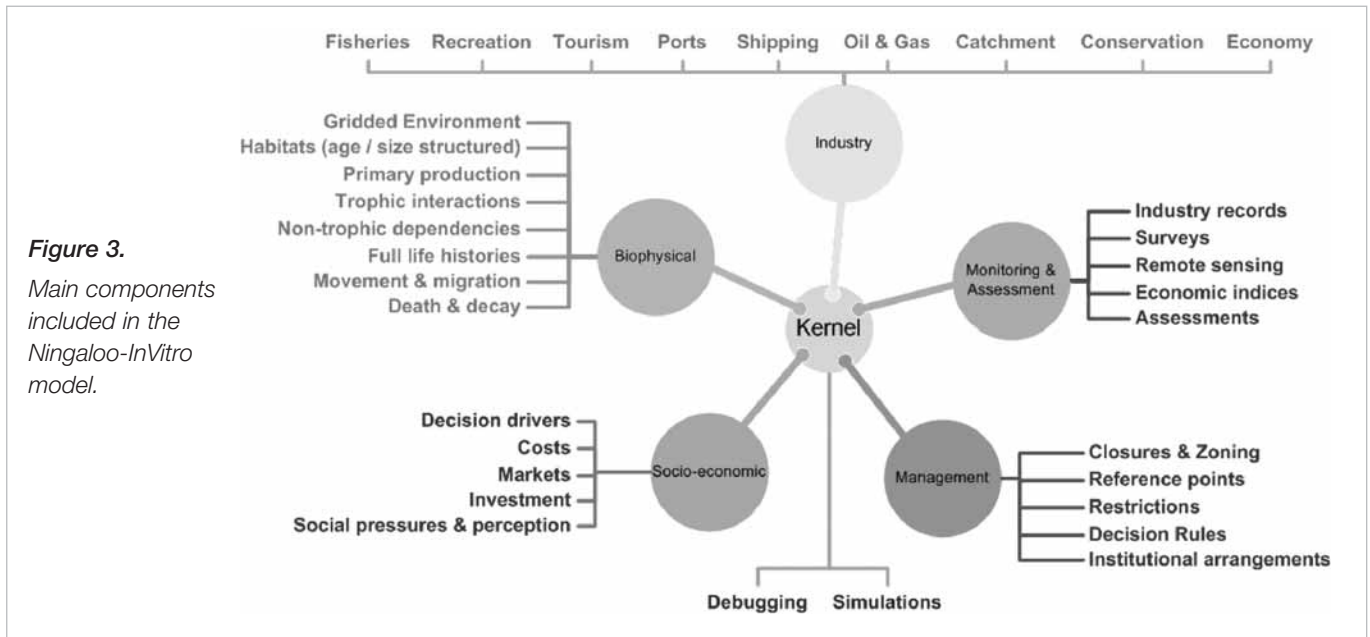 Fisheries Recreation Tourism Ports Shipping Oil & Gas Catchment Conservation Economy
Industry
Gridded Environment
Habitats (age / size structured)
Primary production
Trophic interactions
Non-trophic dependencies
Full life histories
Movement & migration
Death & decay
Biophysical
Figure 3.
Main components
included in the
Ningaloo-InVitro
model.
Monitoring &
Assessment
Industry records
Surveys
Remote sensing
Economic indices
Assessments
Kernel
Decision drivers
Costs
Markets
Investment
Social pressures & perception
Socio-economic
Management
Closures & Zoning
Reference points
Restrictions
Decision Rules
Institutional arrangements
Debugging Simulations